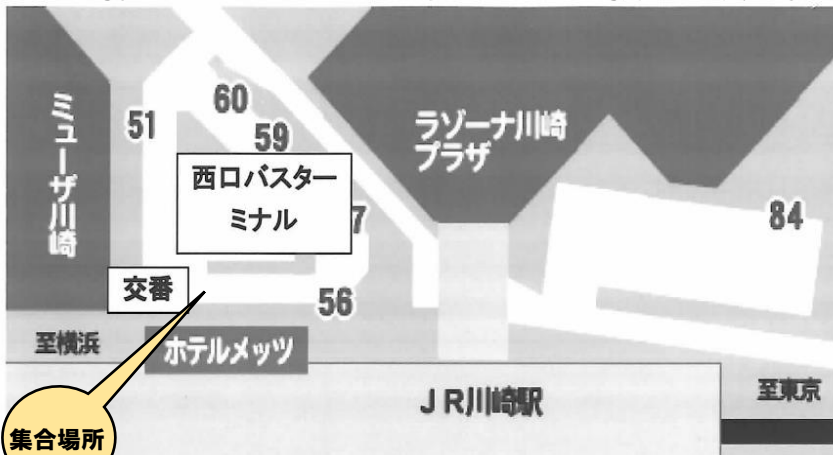 ミューザ川崎
51
60
59
西口バスター
ミナル
7
56
ラゾーナ川崎
プラザ
84
交番
至横浜
ホテルメッツ
JR川崎駅
至東京
集合場所